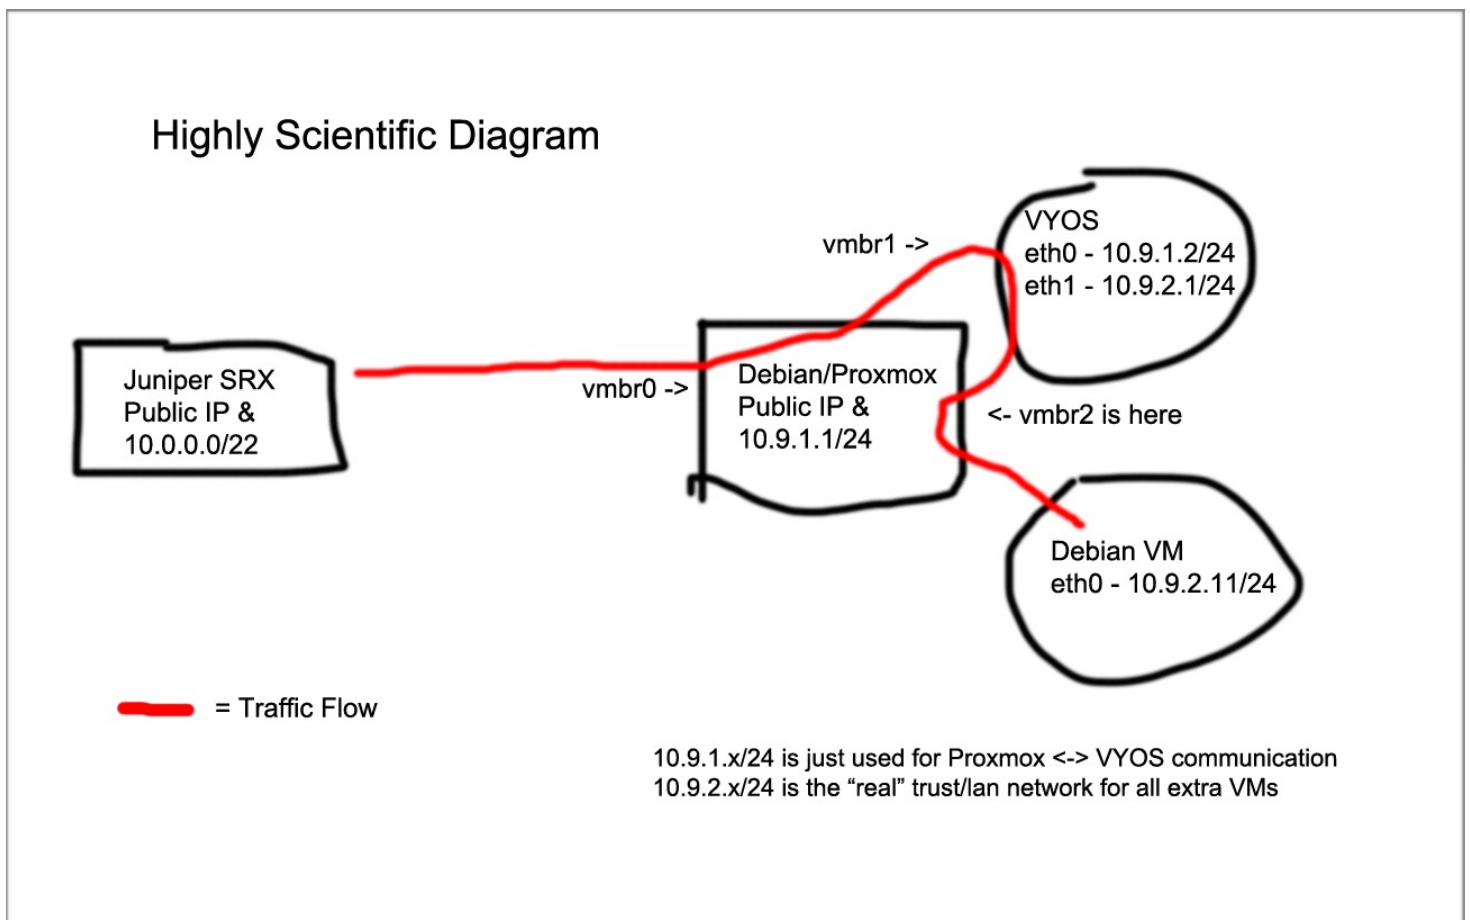 Highly Scientific Diagram
vmbr1 ->
VYOS
eth0 - 10.9.1.2/24
eth1 - 10.9.2.1/24
Juniper SRX
Public IP &
10.0.0.0/22
vmbr0 ->
Debian/Proxmox
Public IP &
10.9.1.1/24
<- vmbr2 is here
Debian VM
eth0 - 10.9.2.11/24
= Traffic Flow
10.9.1.x/24 is just used for Proxmox <-> VYOS communication
10.9.2.x/24 is the “real” trust/lan network for all extra VMs